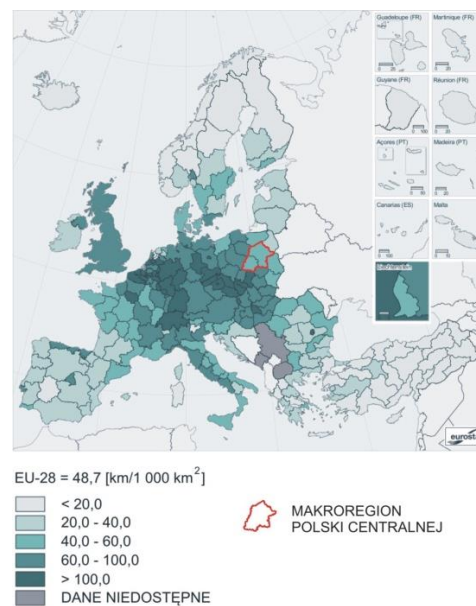 Guadeloupe (FR)
Martinique (FR)
Guyane (FR)
Réunion (FR)
Açores (PT)
Madeira (PT)
Canarias (ES)
Malta
Liechtenstein
eurostat
EU-28 = 48,7 [km/1 000 km²]
< 20,0
20,0 - 40,0
40,0 - 60,0
60,0 - 100,0
> 100,0
DANE NIEDOSTĘPNE
MAKROREGION
POLSKI CENTRALNEJ